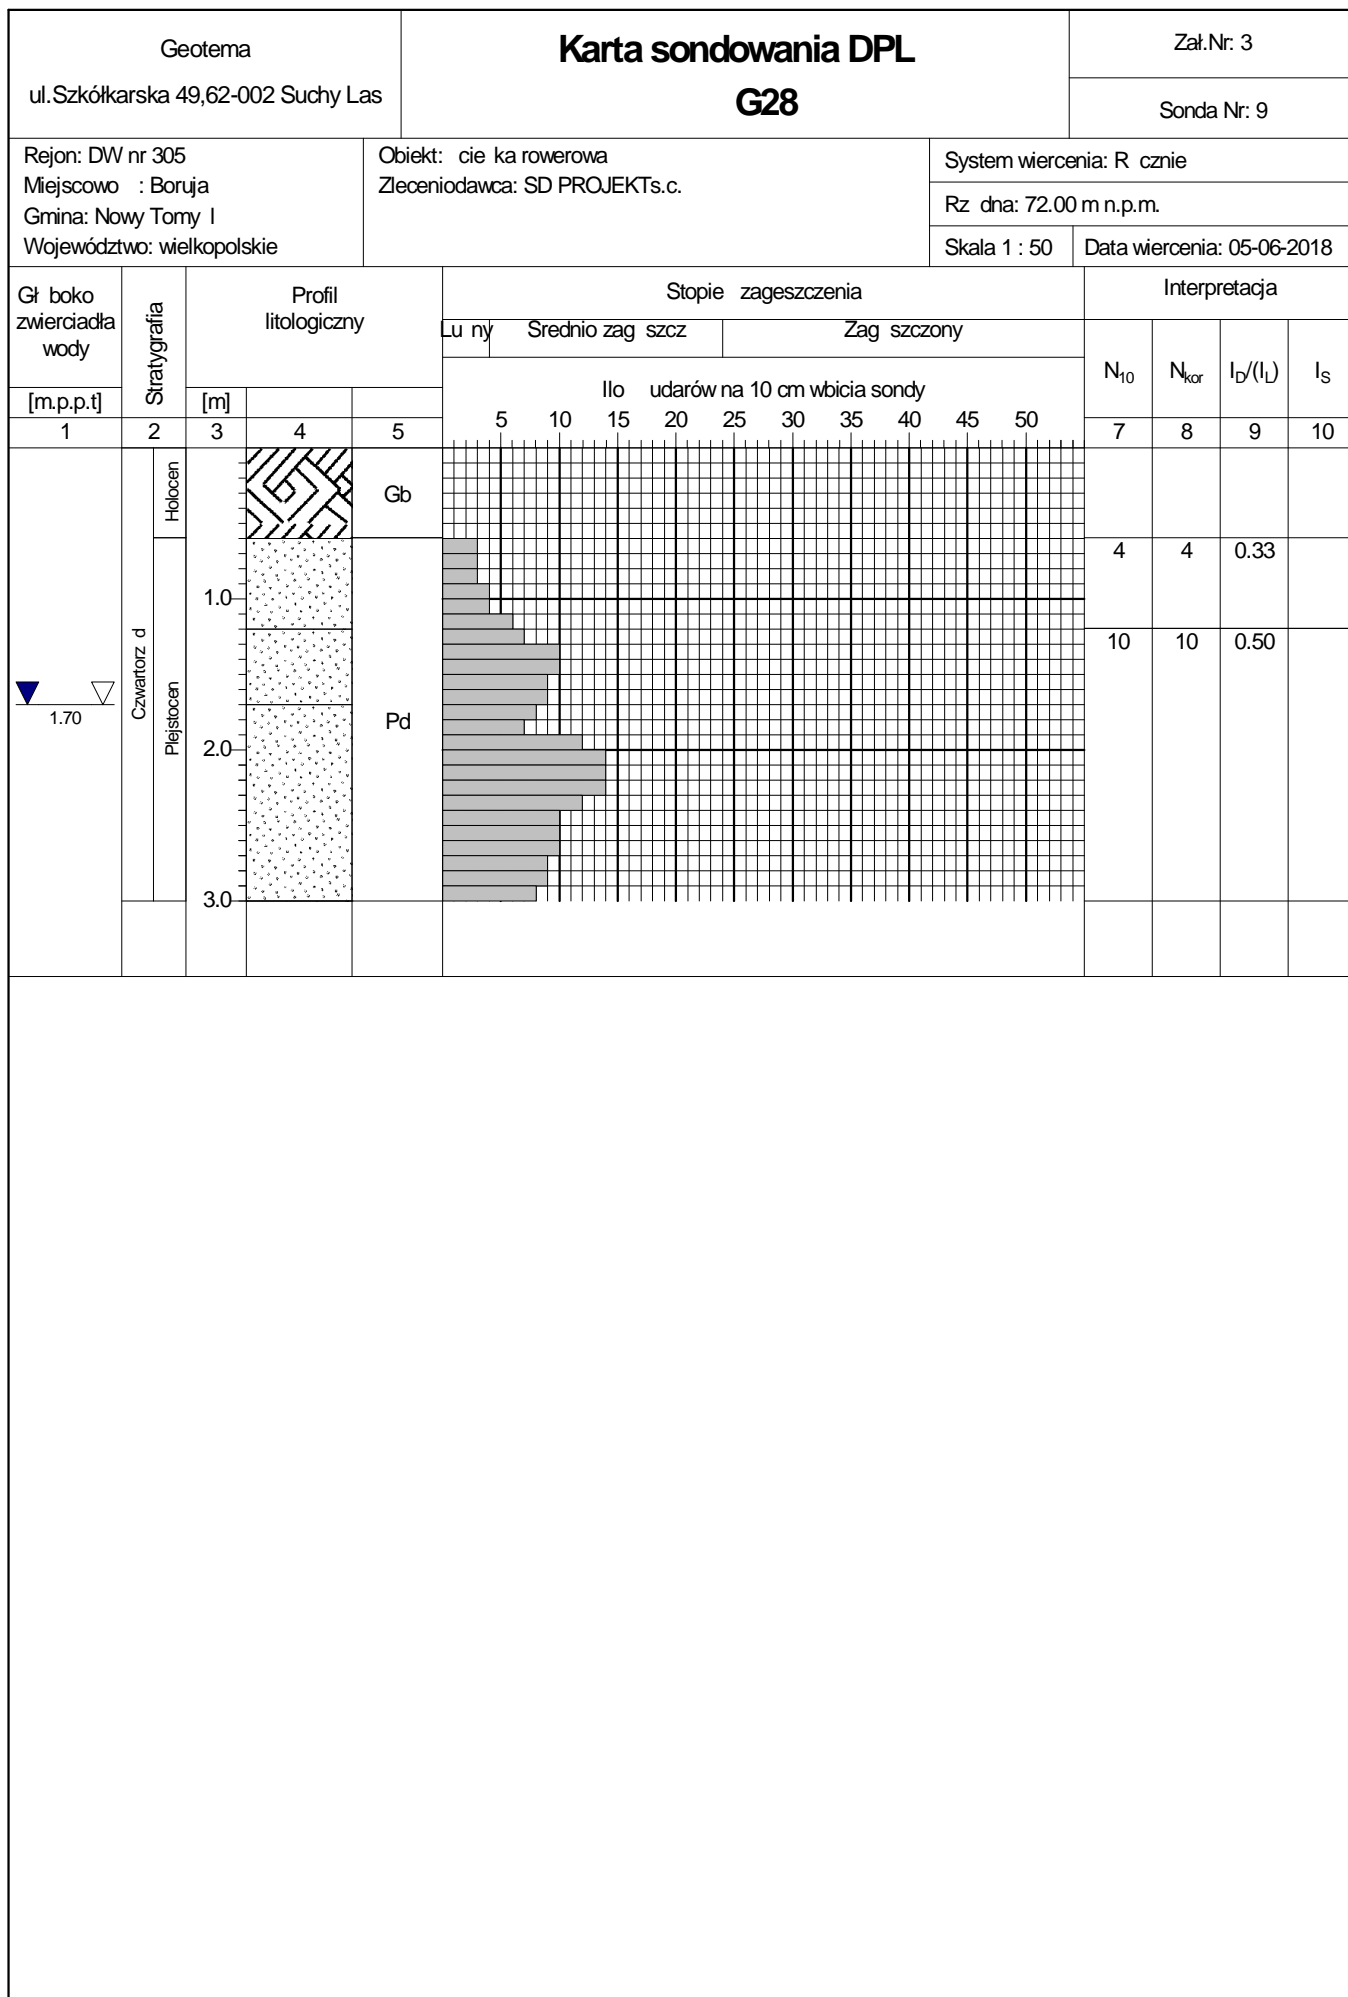 Geotema
ul.Szkółkarska 49,62-002 Suchy Las
Karta sondowania DPL
G28
Zał.Nr: 3
Sonda Nr: 9
Rejon: DW nr 305
Miejscowo : Boruja
Gmina: Nowy Tomy l
Województwo: wielkopolskie
Obiekt: cie ka rowerowa
Zleceniodawca: SD PROJEKTs.c.
System wiercenia: R cznie
Rz dna: 72.00 m n.p.m.
Skala 1 : 50
Data wiercenia: 05-06-2018
Gł boko
zwierciadła
wody
[m.p.p.t]
Stratygrafia
Profil
litologiczny
[m]
Stopie zageszczenia
Lu ny
Srednio zag szcz
Zag szczony
Ilo udarów na 10 cm wbicia sondy
5 10 15 20 25 30 35 40 45 50
Interpretacja
N10
Nkor
ID/(IL)
IS
1 2 3 4 5 7 8 9 10
Czwartorz d
Holocen
Gb
Plejstocen
1.0
2.0
3.0
Pd
1.70
4 4 0.33
10 10 0.50